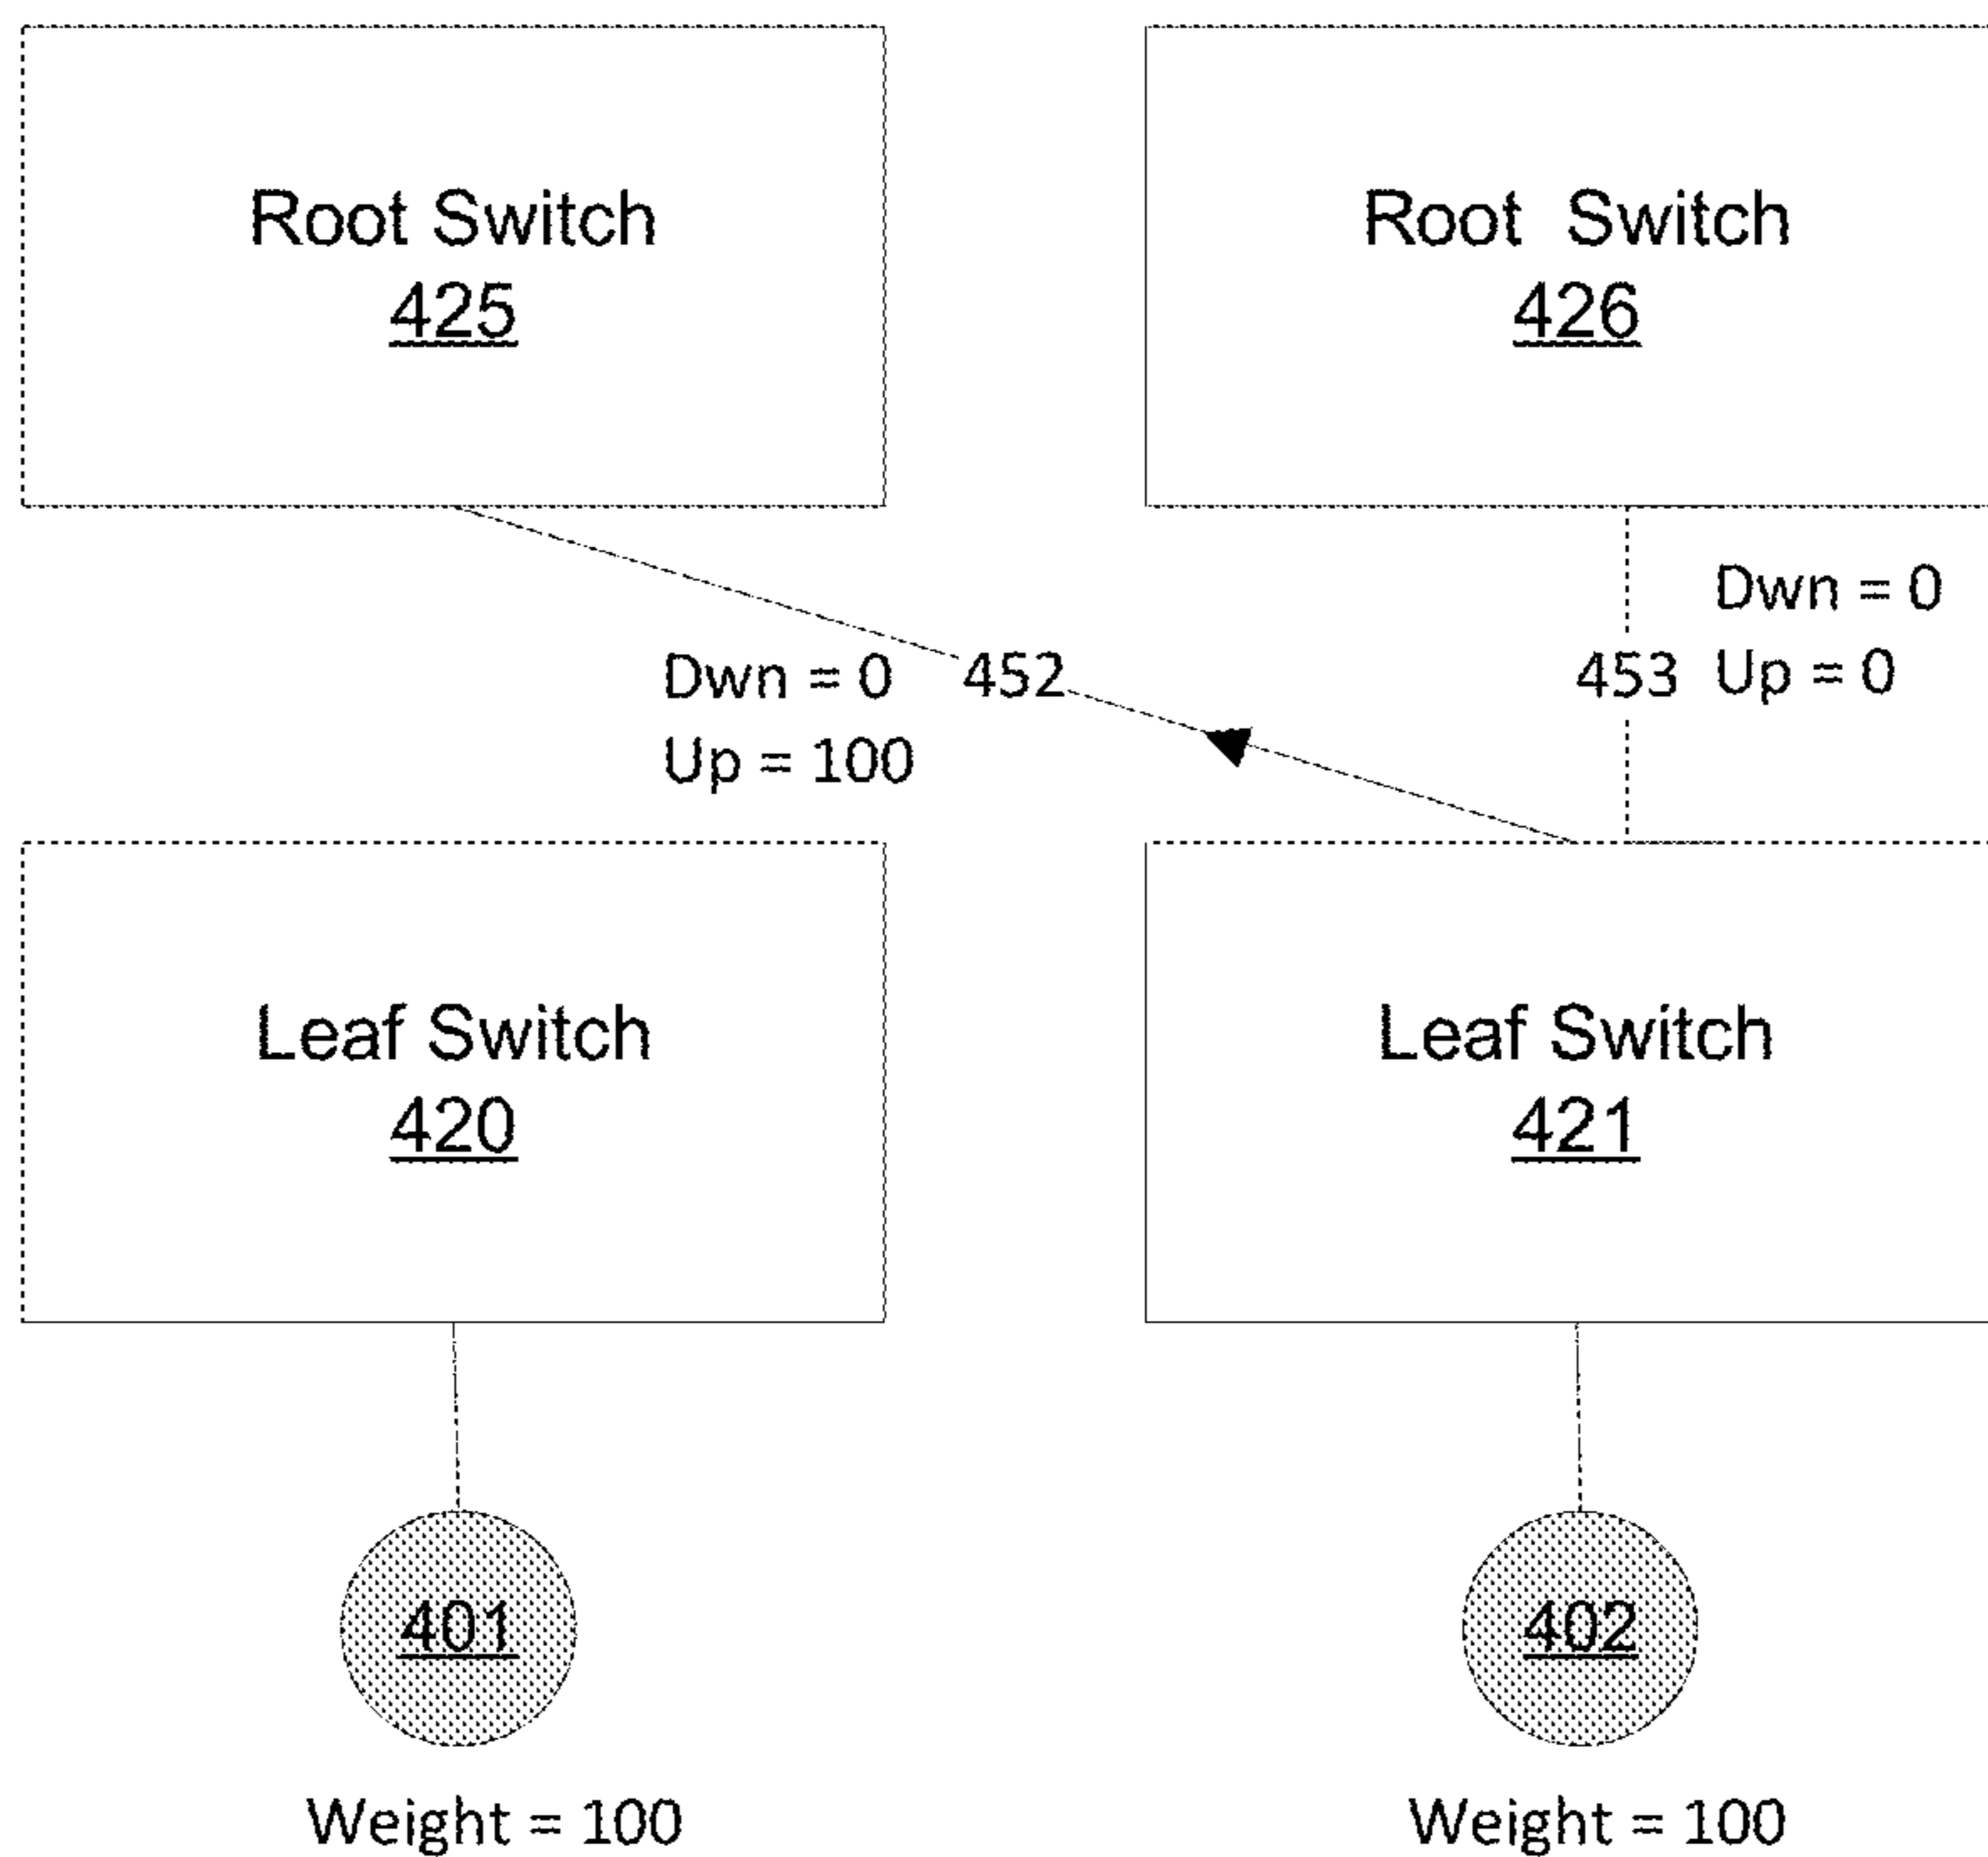 Root Switch
425
Root Switch
426
Dwn = 0
Up = 100
452
453
Dwn = 0
Up = 0
Leaf Switch
420
Leaf Switch
421
401
402
Weight = 100
Weight = 100